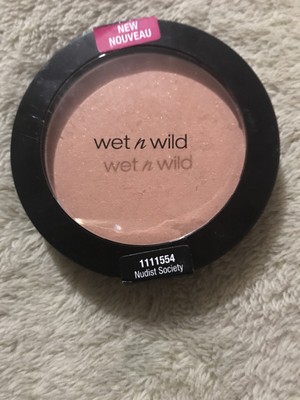 NEW
NOUVEAU
wet n wild
wet n wild
1111554
Nudist Society